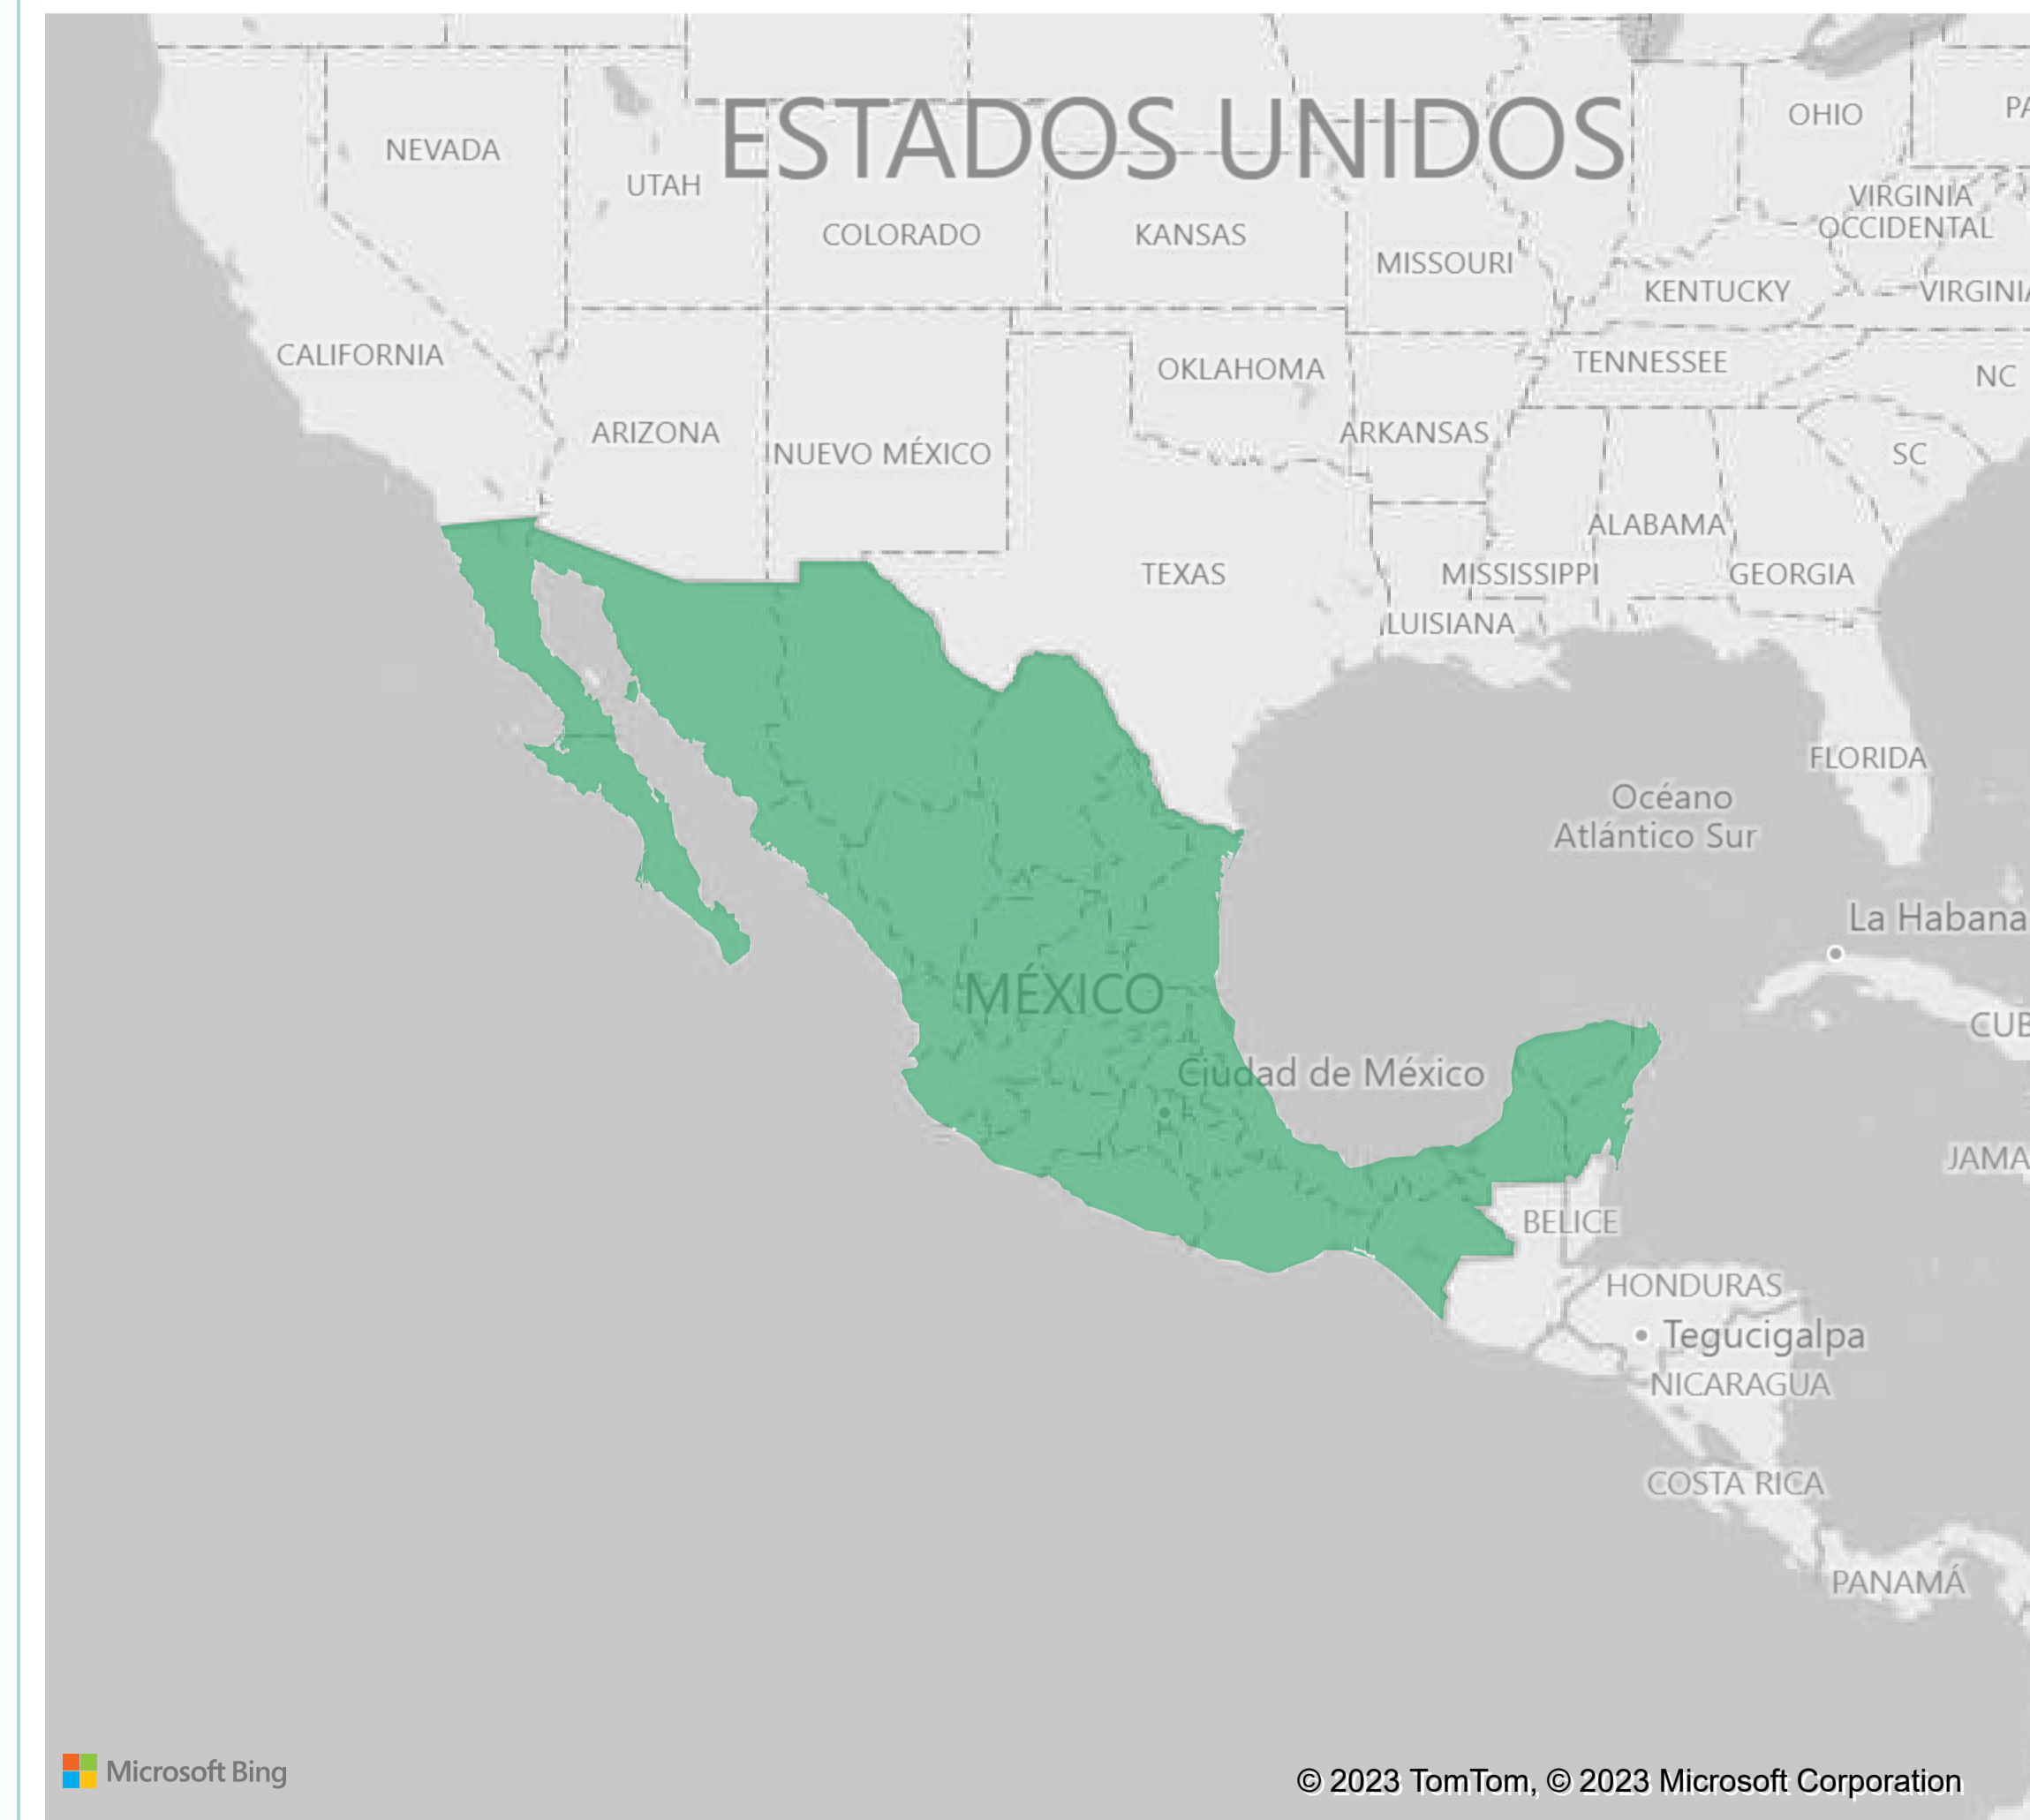 ESTADOS UNIDOS
OHIO
PA
NEVADA
UTAH
VIRGINIA
OCCIDENTAL
COLORADO
KANSAS
MISSOURI
KENTUCKY
VIRGINIA
CALIFORNIA
OKLAHOMA
TENNESSEE
NC
ARIZONA
NUEVO MÉXICO
ARKANSAS
SC
ALABAMA
TEXAS
MISSISSIPPI
GEORGIA
LUISIANA
FLORIDA
Océano
Atlántico Sur
La Habana
MÉXICO
CUB
Ciudad de México
JAMA
BELICE
HONDURAS
Tegucigalpa
NICARAGUA
COSTA RICA
PANAMÁ
Microsoft Bing
© 2023 TomTom, © 2023 Microsoft Corporation